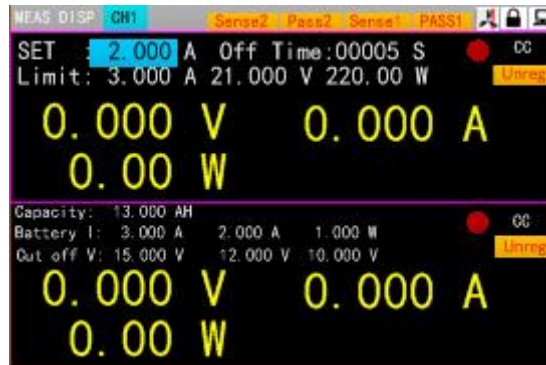 MEAS DISP CH1 Sense2 Pass2 Sense1 PASS1
SET : 2.000 A Off Time:00005 S CC
Limit: 3.000 A 21.000 V 220.00 W Unreg
0.000 V 0.000 A
0.00 W
Capacity: 13.000 AH
Battery I: 3.000 A 2.000 A 1.000 W CC
Cut off V: 15.000 V 12.000 V 10.000 V Unreg
0.000 V 0.000 A
0.00 W